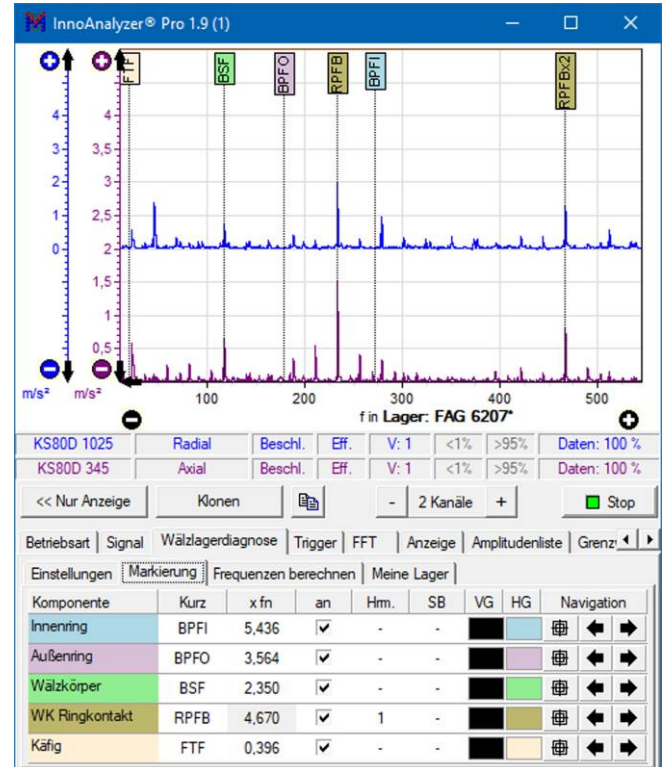 InnoAnalyzer® Pro 1.9 (1)
FTF BSF BPFO RPFB BPFI RPFBx2
4 4
3 3,5
2 3
1 2,5
0 2
1,5
1
0,5
m/s² m/s² 100 200 300 400 500
f in Lager: FAG 6207*
KS80D 1025 Radial Beschl. Eff. V: 1 <1% >95% Daten: 100 %
KS80D 345 Axial Beschl. Eff. V: 1 <1% >95% Daten: 100 %
<< Nur Anzeige Klonen - 2 Kanäle + Stop
Betriebsart Signal Wälzlagerdiagnose Trigger FFT Anzeige Amplitudenliste Grenz
Einstellungen Markierung Frequenzen berechnen Meine Lager
Komponente Kurz x fn an Hrm. SB VG HG Navigation
Innenring BPFI 5,436 - -
Außenring BPFO 3,564 - -
Wälzkörper BSF 2,350 - -
WK Ringkontakt RPFB 4,670 1 -
Käfig FTF 0,396 - -